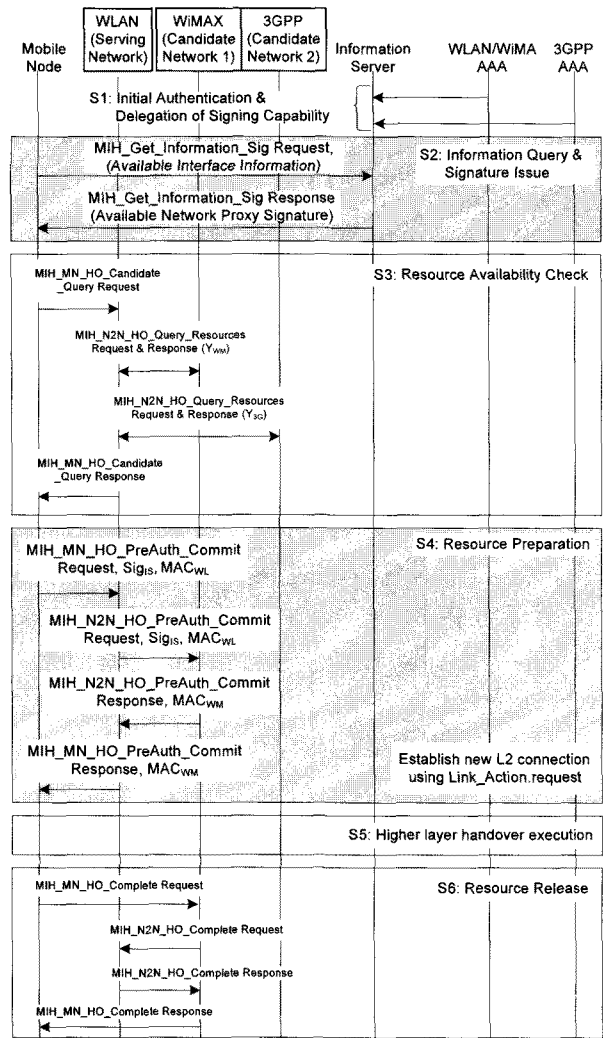 WLAN
(Serving
Network)
WiMAX
(Candidate
Network 1)
3GPP
(Candidate
Network 2)
Mobile
Node
Information
Server
WLAN/WiMA
AAA
3GPP
AAA
S1: Initial Authentication &
Delegation of Signing Capability
MIH_Get_Information_Sig Request,
(Available Interface Information)
S2: Information Query &
Signature Issue
MIH_Get_Information_Sig Response
(Available Network Proxy Signature)
S3: Resource Availability Check
MIH_MN_HO_Candidate
_Query Request
MIH_N2N_HO_Query_Resources
Request & Response (YWM)
MIH_N2N_HO_Query_Resources
Request & Response (Y3G)
MIH_MN_HO_Candidate
_Query Response
S4: Resource Preparation
MIH_MN_HO_PreAuth_Commit
Request, SigIS, MACWL
MIH_N2N_HO_PreAuth_Commit
Request, SigIS, MACWL
MIH_N2N_HO_PreAuth_Commit
Response, MACWM
MIH_MN_HO_PreAuth_Commit
Response, MACWM
Establish new L2 connection
using Link_Action.request
S5: Higher layer handover execution
S6: Resource Release
MIH_MN_HO_Complete Request
MIH_N2N_HO_Complete Request
MIH_N2N_HO_Complete Response
MIH_MN_HO_Complete Response